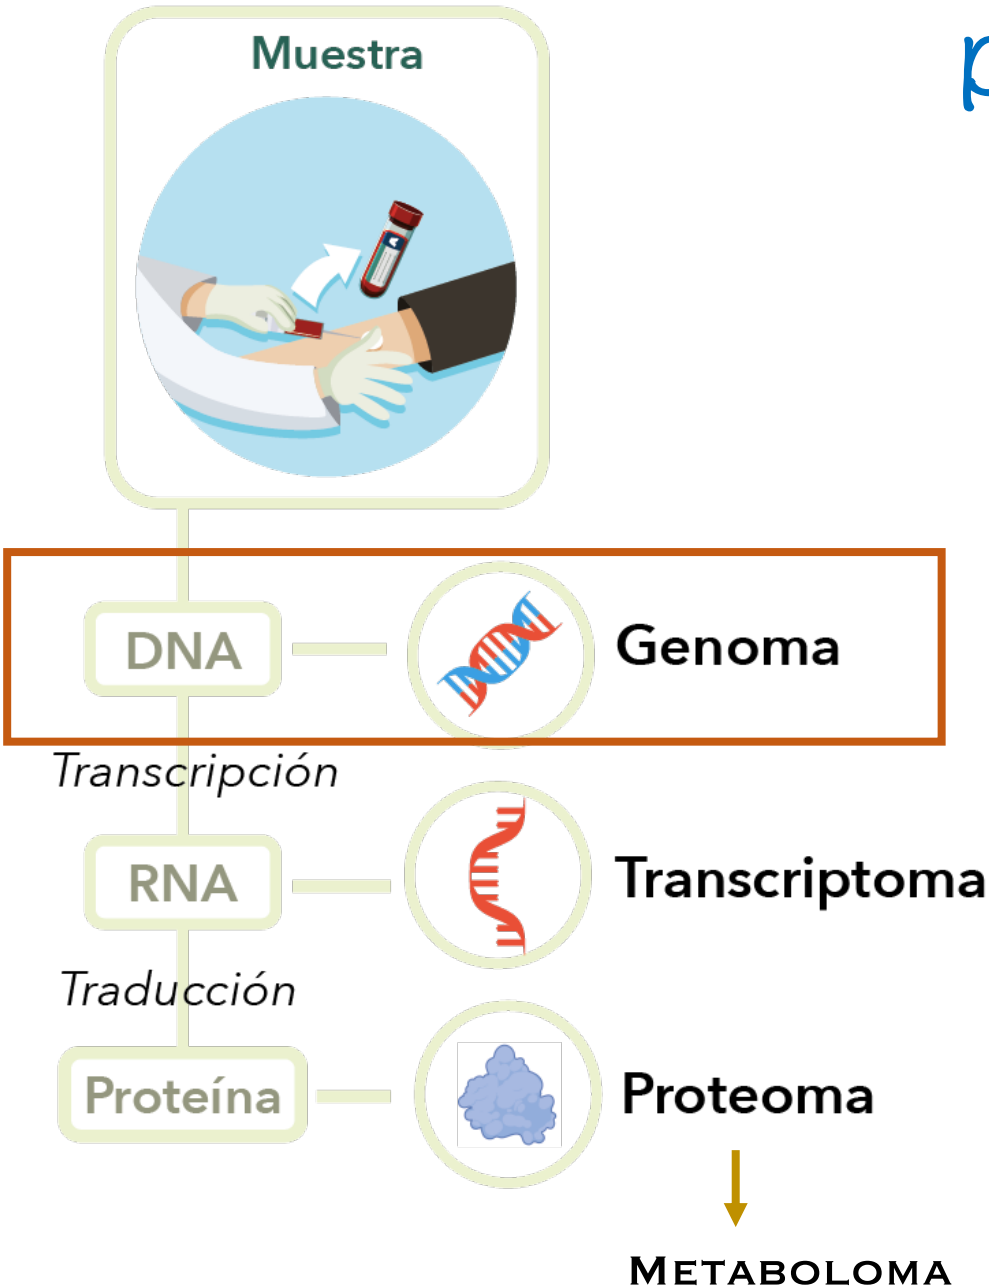 Muestra
DNA
Genoma
Transcripción
RNA
Transcriptoma
Traducción
Proteína
Proteoma
METABOLOMA